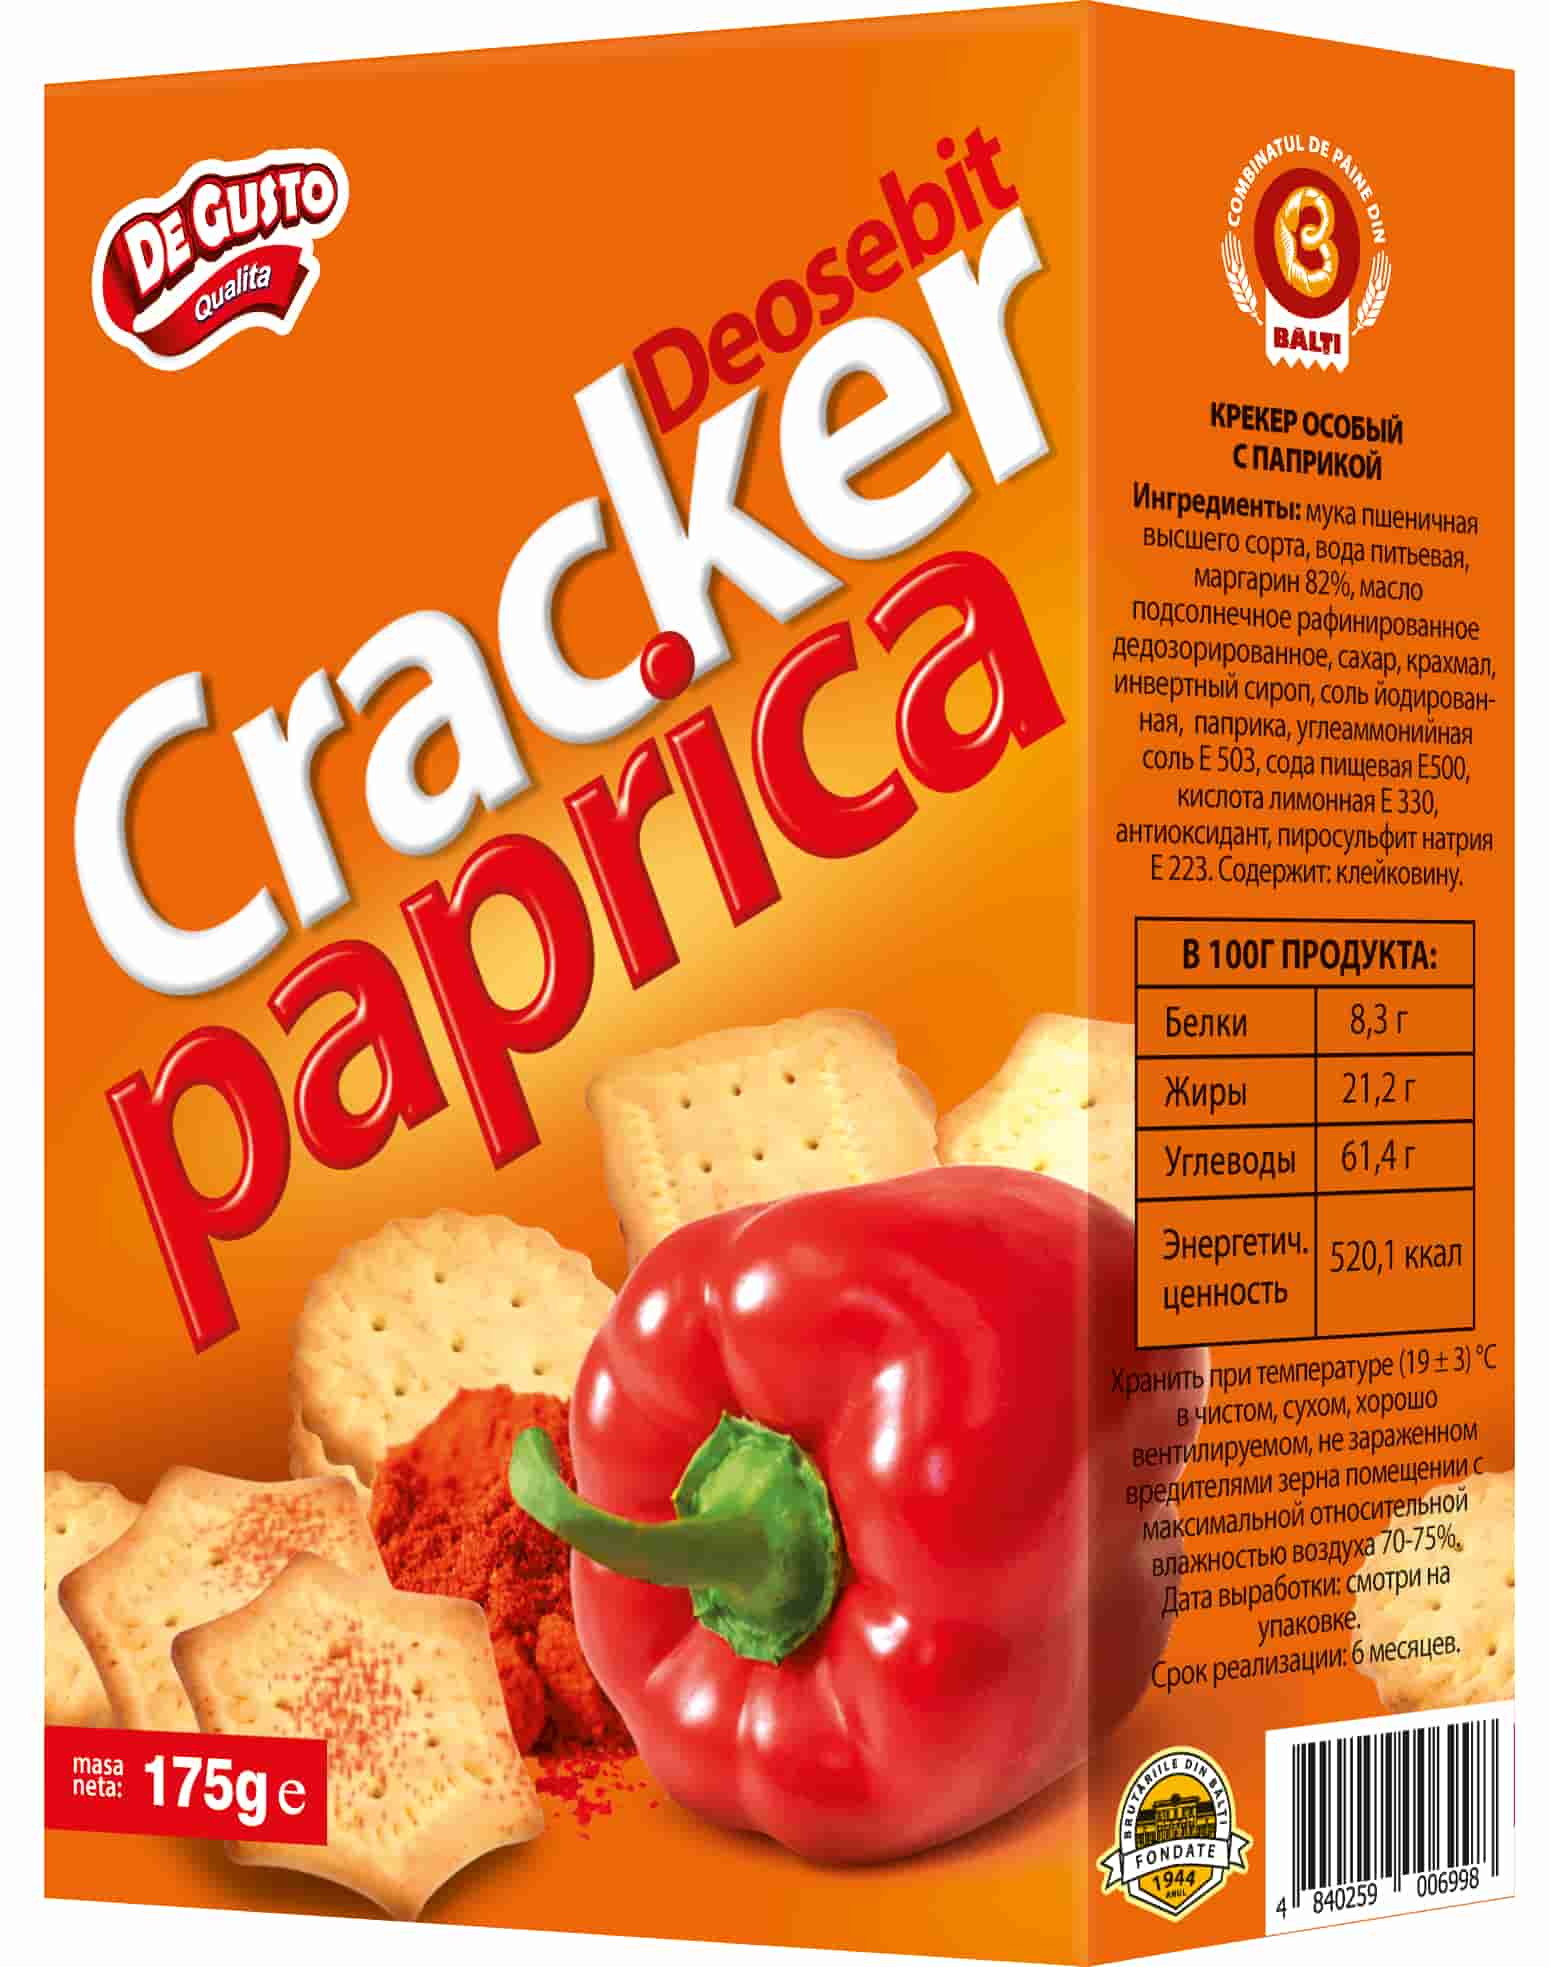 DE GUSTO
Qualita
Deosebit
Cracker
paprica
masa
neta: 175g e
COMBINATUL DE PÂINE DIN
BĂLȚI
КРЕКЕР ОСОБЫЙ
С ПАПРИКОЙ
Ингредиенты: мука пшеничная
высшего сорта, вода питьевая,
маргарин 82%, масло
подсолнечное рафинированное
дедозорированное, сахар, крахмал,
инвертный сироп, соль йодирован-
ная, паприка, углеаммонийная
соль Е 503, сода пищевая Е500,
кислота лимонная Е 330,
антиоксидант, пиросульфит натрия
Е 223. Содержит: клейковину.
В 100Г ПРОДУКТА:
Белки 8,3 г
Жиры 21,2 г
Углеводы 61,4 г
Энергетич.
ценность 520,1 ккал
Хранить при температуре (19 ± 3) °С
в чистом, сухом, хорошо
вентилируемом, не зараженном
вредителями зерна помещении с
максимальной относительной
влажностью воздуха 70-75%.
Дата выработки: смотри на
упаковке.
Срок реализации: 6 месяцев.
BRUTĂRIILE DIN BĂLȚI
FONDATE
1944
ANUL
4 840259 006998